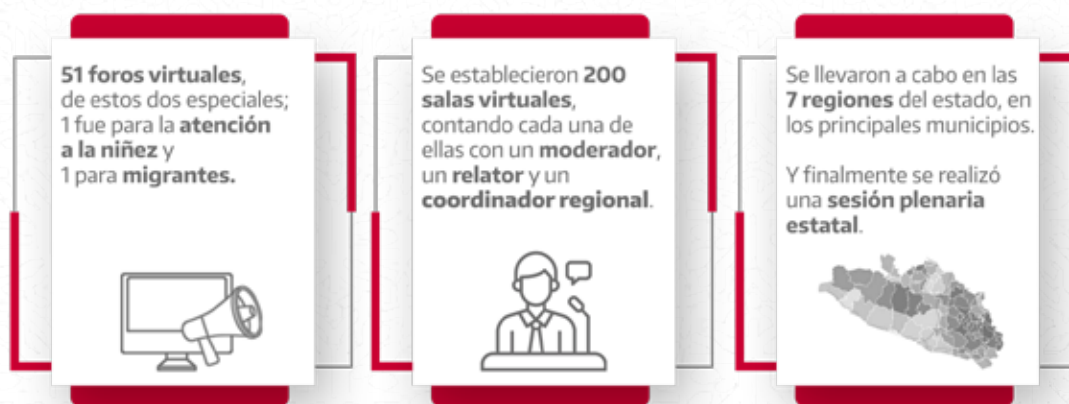 51 foros virtuales,
de estos dos especiales;
1 fue para la atención
a la niñez y
1 para migrantes.
Se establecieron 200
salas virtuales,
contando cada una de
ellas con un moderador,
un relator y un
coordinador regional.
Se llevaron a cabo en las
7 regiones del estado, en
los principales municipios.
Y finalmente se realizó
una sesión plenaria
estatal.